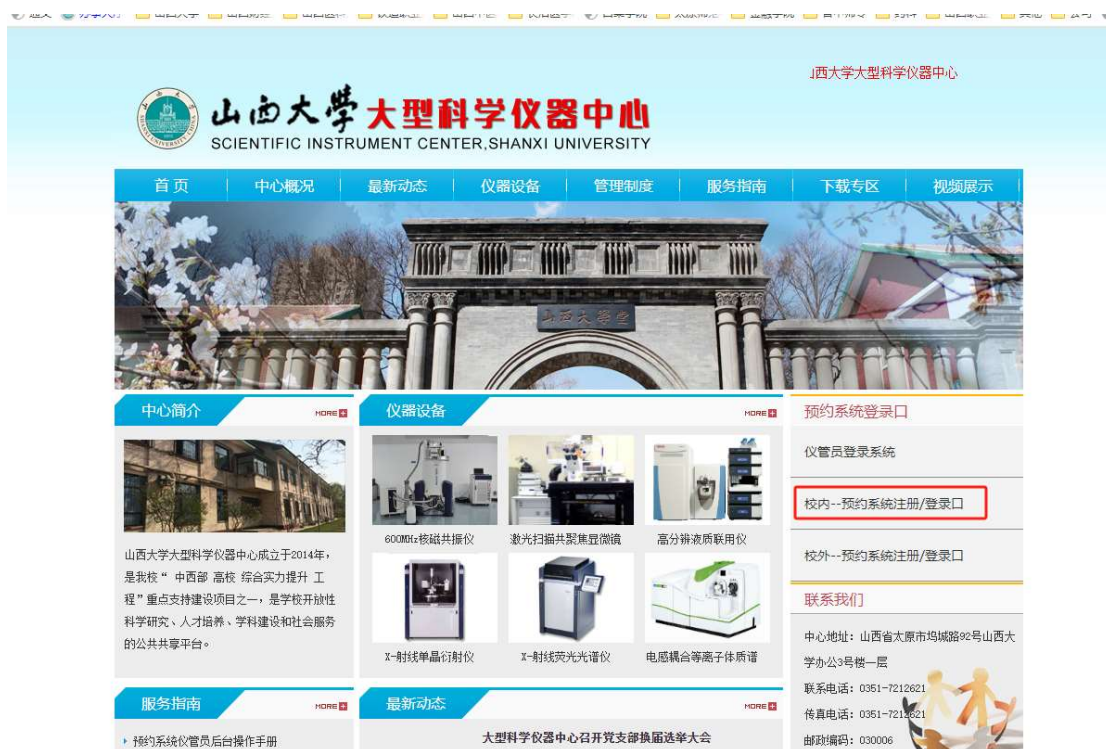 山西大学大型科学仪器中心
山西大學 大型科学仪器中心
SCIENTIFIC INSTRUMENT CENTER,SHANXI UNIVERSITY
首 页 中心概况 最新动态 仪器设备 管理制度 服务指南 下载专区 视频展示
山西大學堂
中心简介 MORE
山西大学大型科学仪器中心成立于2014年,
是我校“ 中西部 高校 综合实力提升 工
程”重点支持建设项目之一,是学校开放性
科学研究、人才培养、学科建设和社会服务
的公共共享平台。
仪器设备 MORE
600MHz核磁共振仪 激光扫描共聚焦显微镜 高分辨液质联用仪
X-射线单晶衍射仪 X-射线荧光光谱仪 电感耦合等离子体质谱
预约系统登录口
仪管员登录系统
校内--预约系统注册/登录口
校外--预约系统注册/登录口
联系我们
中心地址:山西省太原市坞城路92号山西大
学办公3号楼一层
联系电话:0351-7212621
传真电话:0351-7212621
邮政编码:030006
服务指南 MORE
预约系统仪管员后台操作手册
最新动态 MORE
大型科学仪器中心召开党支部换届选举大会